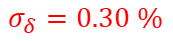 σ_δ = 0.30 %